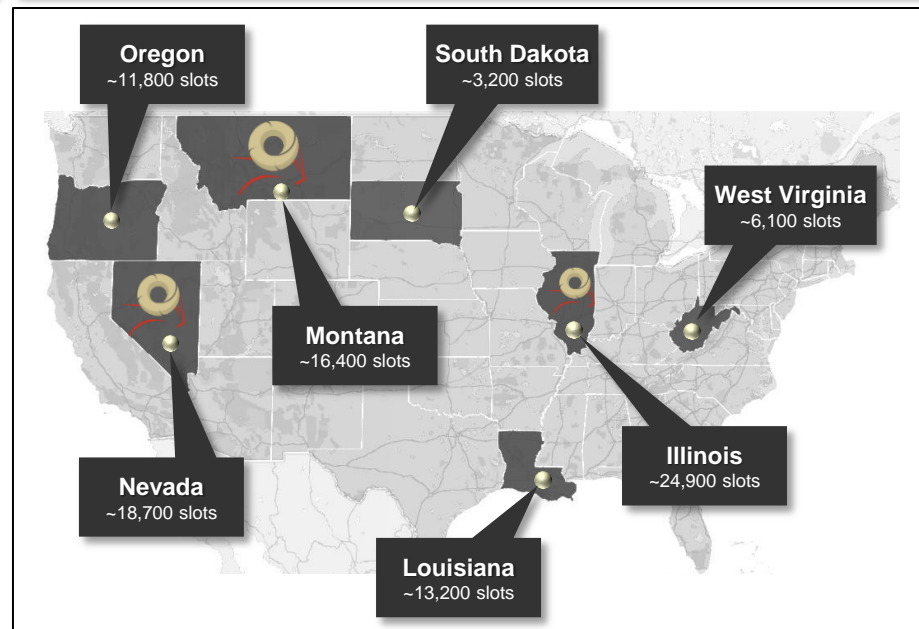 Oregon
~11,800 slots
South Dakota
~3,200 slots
West Virginia
~6,100 slots
Montana
~16,400 slots
Nevada
~18,700 slots
Illinois
~24,900 slots
Louisiana
~13,200 slots